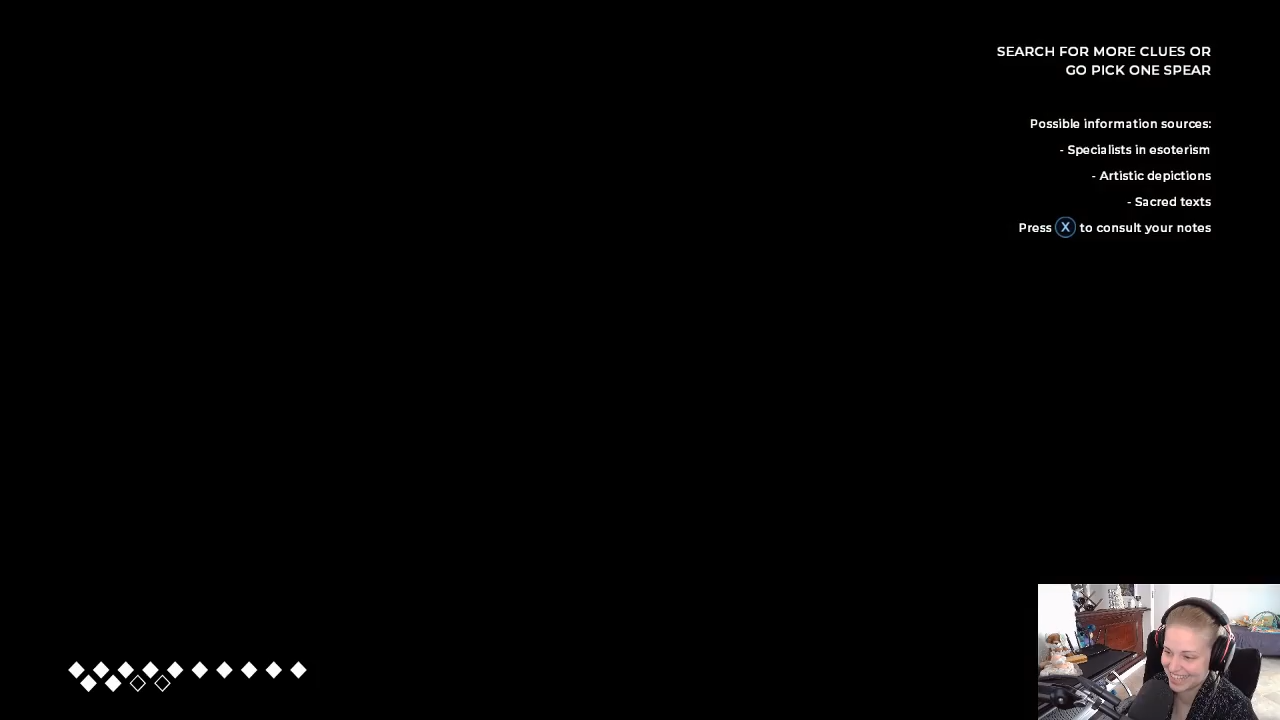 SEARCH FOR MORE CLUES OR
GO PICK ONE SPEAR
Possible information sources:
- Specialists in esoterism
- Artistic depictions
- Sacred texts
Press X to consult your notes